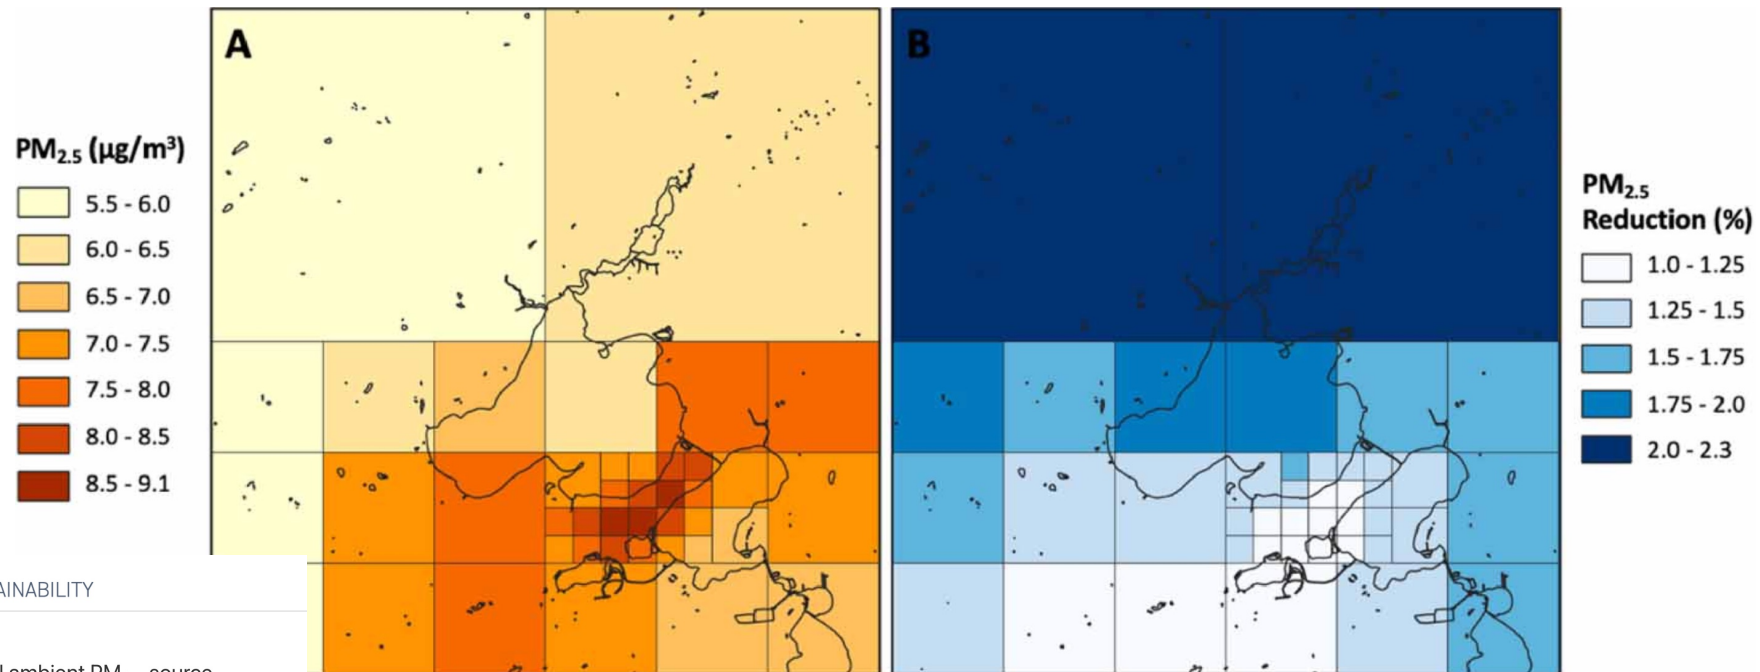 A
B
PM2.5 (µg/m³)
5.5 - 6.0
6.0 - 6.5
6.5 - 7.0
7.0 - 7.5
7.5 - 8.0
8.0 - 8.5
8.5 - 9.1
PM2.5
Reduction (%)
1.0 - 1.25
1.25 - 1.5
1.5 - 1.75
1.75 - 2.0
2.0 - 2.3
AINABILITY
ambient PM